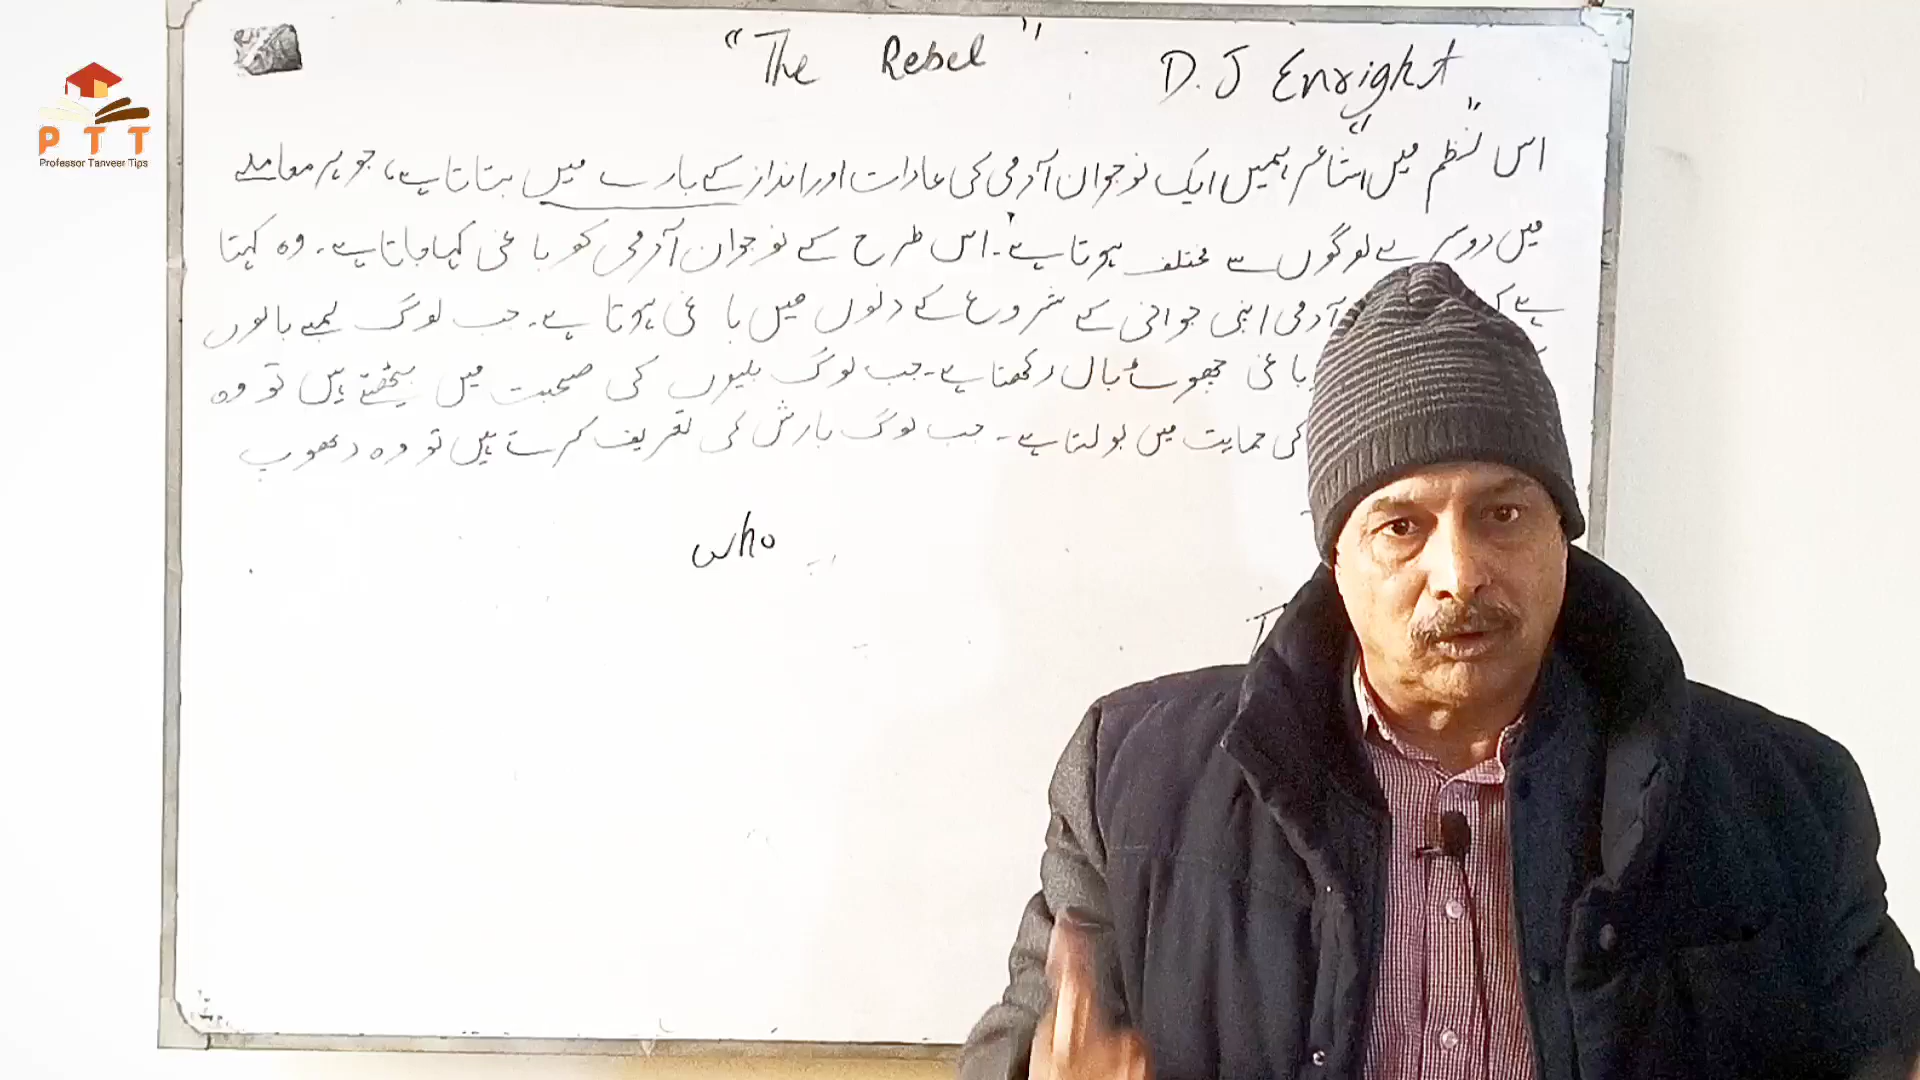 PTT
Professor Tanveer Tips
"The Rebel"
D.J Enright
اس نظم میں شاعر ہمیں ایک نوجوان آدمی کی عادات اور انداز کے بارے میں بتاتا ہے، جو ہر معاملے
میں دوسرے لوگوں سے مختلف ہوتا ہے۔ اس طرح کے نوجوان آدمی کو باغی کہا جاتا ہے۔ وہ کہتا
ہے کہ آدمی اپنی جوانی کے شروع کے دنوں میں باغی ہوتا ہے۔ جب لوگ لمبے بالوں
باغی چھوٹے بال رکھتا ہے۔ جب لوگ بلیوں کی صحبت میں بیٹھتے ہیں تو وہ
کی حمایت میں بولتا ہے۔ جب لوگ بارش کی تعریف کرتے ہیں تو وہ دھوپ
who